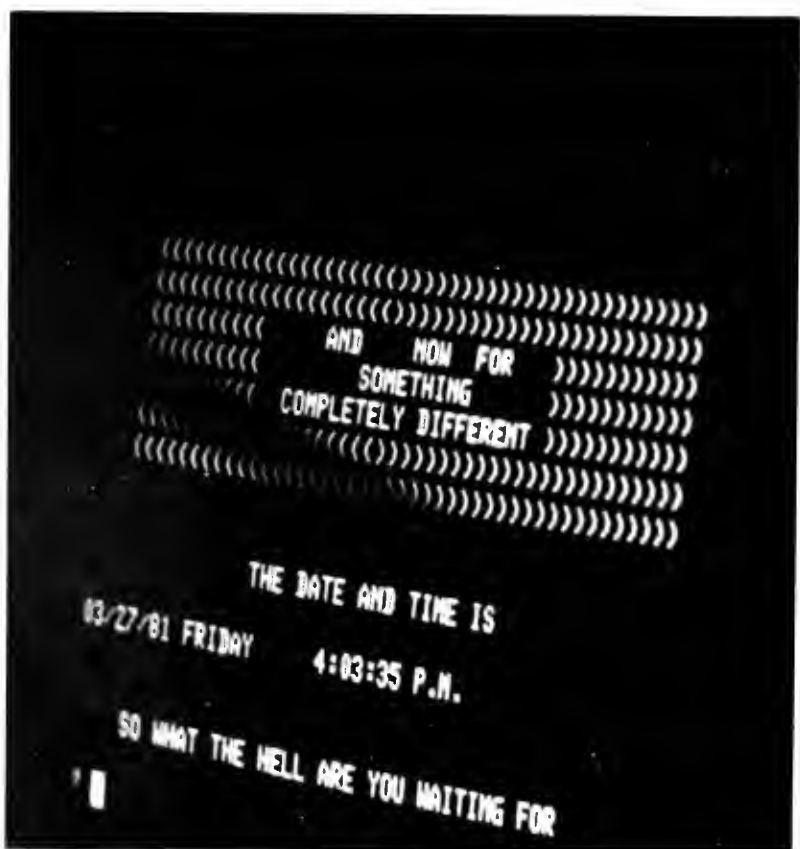 (((((((((((((((((((((()))))))))))))))))))))))
(((((((((((((((((((((()))))))))))))))))))))))
(((((((((( AND NOW FOR )))))))))))
(((((((((( SOMETHING )))))))))))
(((( COMPLETELY DIFFERENT )))))))))))
((((( ((((((()))))))))))))))))))))))
(((((((((((((((((((((()))))))))))))))))))))))
THE DATE AND TIME IS
03/27/81 FRIDAY 4:03:35 P.M.
SO WHAT THE HELL ARE YOU WAITING FOR